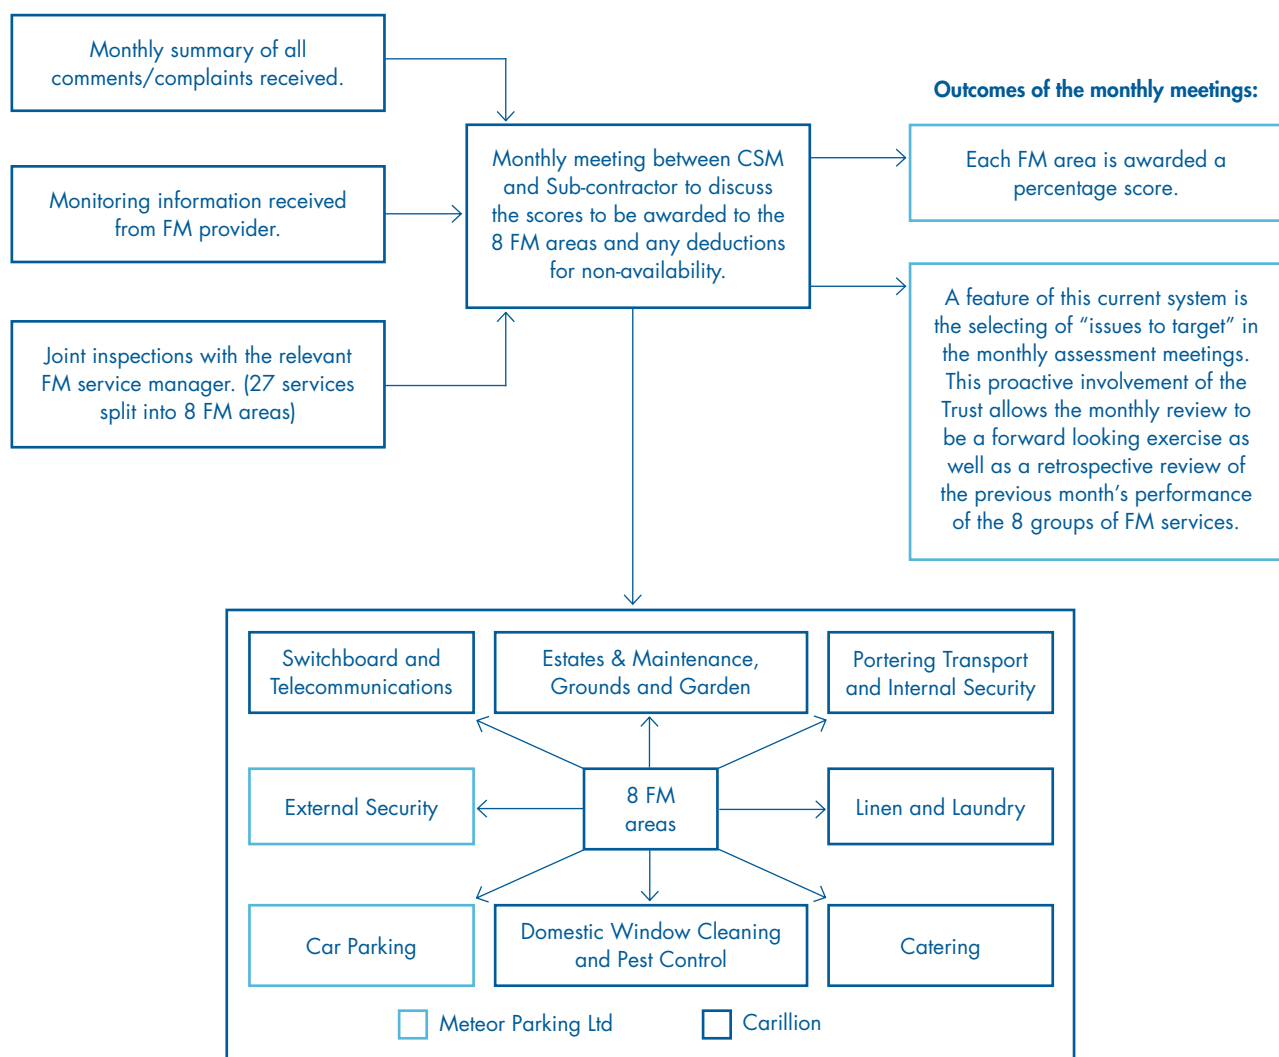 Monthly summary of all
comments/complaints received.
Monitoring information received
from FM provider.
Joint inspections with the relevant
FM service manager. (27 services
split into 8 FM areas)
Monthly meeting between CSM
and Sub-contractor to discuss
the scores to be awarded to the
8 FM areas and any deductions
for non-availability.
Outcomes of the monthly meetings:
Each FM area is awarded a
percentage score.
A feature of this current system is
the selecting of “issues to target” in
the monthly assessment meetings.
This proactive involvement of the
Trust allows the monthly review to
be a forward looking exercise as
well as a retrospective review of
the previous month’s performance
of the 8 groups of FM services.
Switchboard and
Telecommunications
Estates & Maintenance,
Grounds and Garden
Portering Transport
and Internal Security
External Security
8 FM
areas
Linen and Laundry
Car Parking
Domestic Window Cleaning
and Pest Control
Catering
Meteor Parking Ltd
Carillion